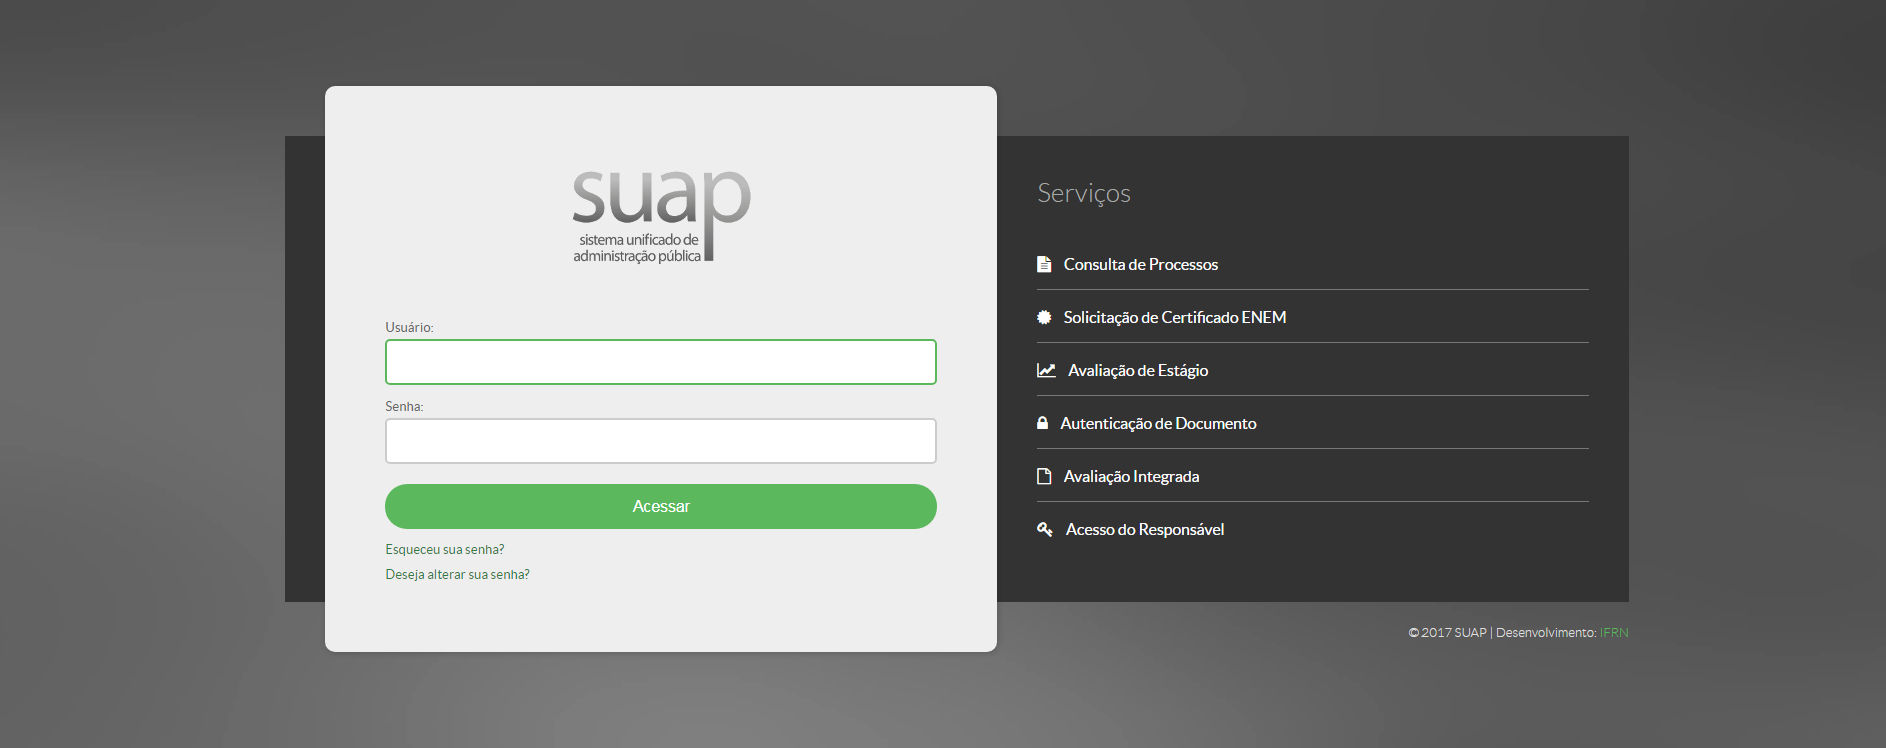 suap
sistema unificado de
administração pública
Usuário:
Senha:
Acessar
Esqueceu sua senha?
Deseja alterar sua senha?
Serviços
Consulta de Processos
Solicitação de Certificado ENEM
Avaliação de Estágio
Autenticação de Documento
Avaliação Integrada
Acesso do Responsável
© 2017 SUAP | Desenvolvimento: IFRN